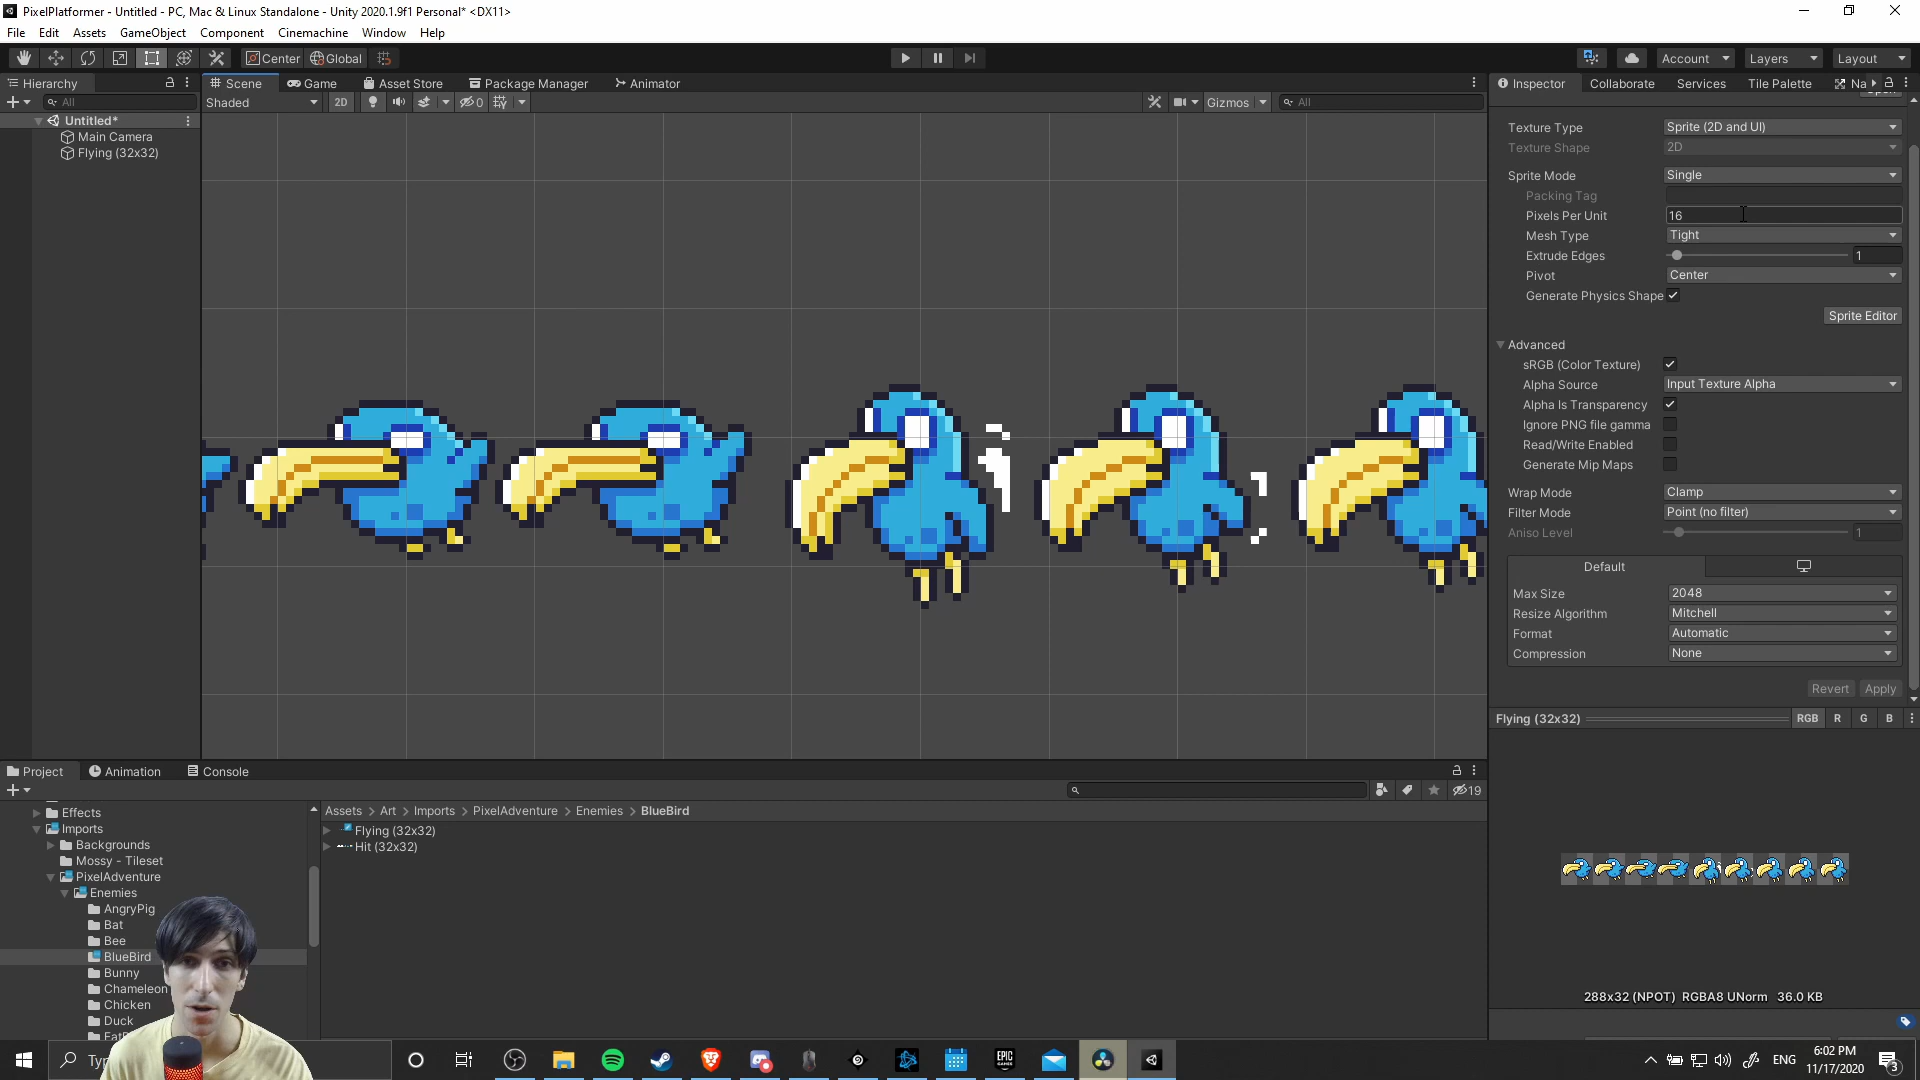 PixelPlatformer - Untitled - PC, Mac & Linux Standalone - Unity 2020.1.9f1 Personal* <DX11>
File Edit Assets GameObject Component Cinemachine Window Help
Center Global Account Layers Layout
Hierarchy Scene Game Asset Store Package Manager Animator Inspector Collaborate Services Tile Palette Na
All Shaded 2D 0 Gizmos All
Untitled*
Main Camera
Flying (32x32)
Texture Type Sprite (2D and UI)
Texture Shape 2D
Sprite Mode Single
Packing Tag
Pixels Per Unit 16
Mesh Type Tight
Extrude Edges 1
Pivot Center
Generate Physics Shape
Sprite Editor
Advanced
sRGB (Color Texture)
Alpha Source Input Texture Alpha
Alpha Is Transparency
Ignore PNG file gamma
Read/Write Enabled
Generate Mip Maps
Wrap Mode Clamp
Filter Mode Point (no filter)
Aniso Level 1
Default
Max Size 2048
Resize Algorithm Mitchell
Format Automatic
Compression None
Revert Apply
Flying (32x32) RGB R G B
288x32 (NPOT) RGBA8 UNorm 36.0 KB
Project Animation Console
19
Effects
Imports
Backgrounds
Mossy - Tileset
PixelAdventure
Enemies
AngryPig
Bat
Bee
BlueBird
Bunny
Chameleon
Chicken
Duck
Assets > Art > Imports > PixelAdventure > Enemies > BlueBird
Flying (32x32)
Hit (32x32)
EPIC GAMES
ENG
6:02 PM
11/17/2020
3